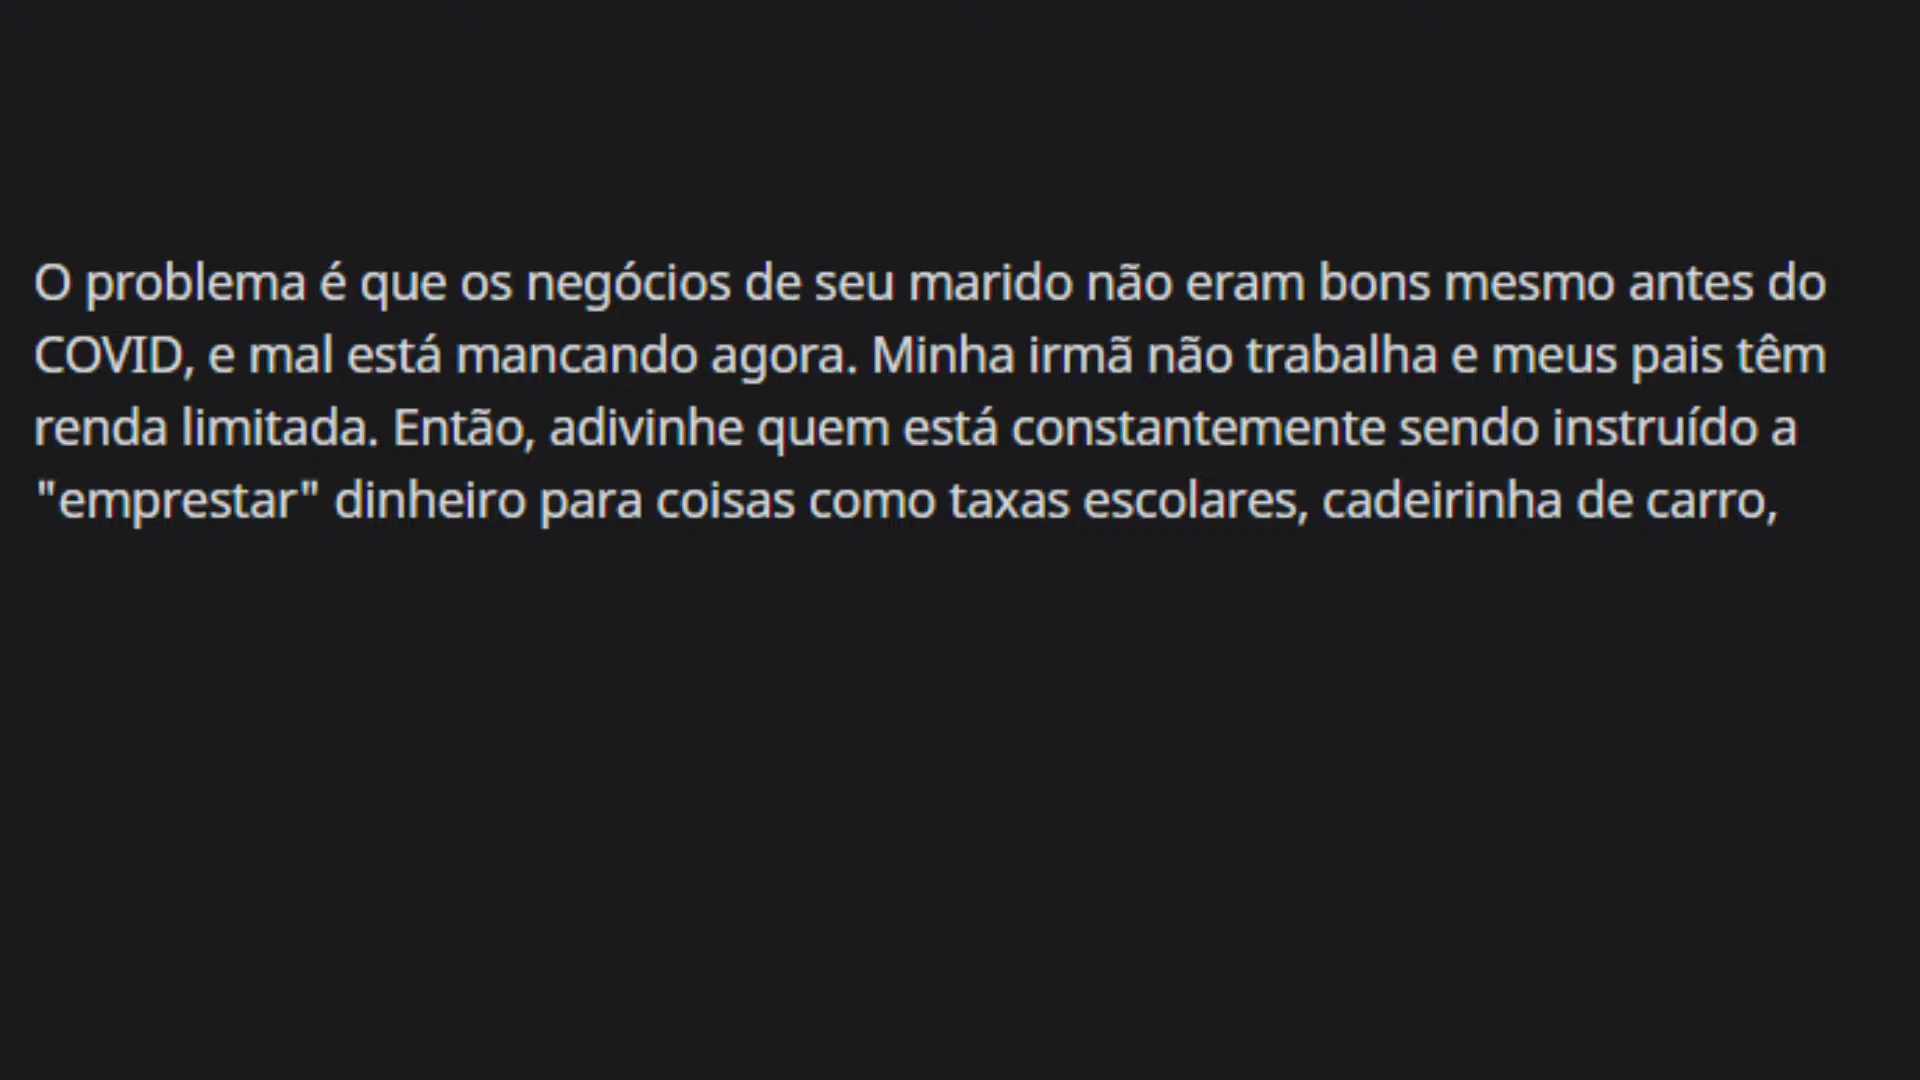 O problema é que os negócios de seu marido não eram bons mesmo antes do
COVID, e mal está mancando agora. Minha irmã não trabalha e meus pais têm
renda limitada. Então, adivinhe quem está constantemente sendo instruído a
"emprestar" dinheiro para coisas como taxas escolares, cadeirinha de carro,